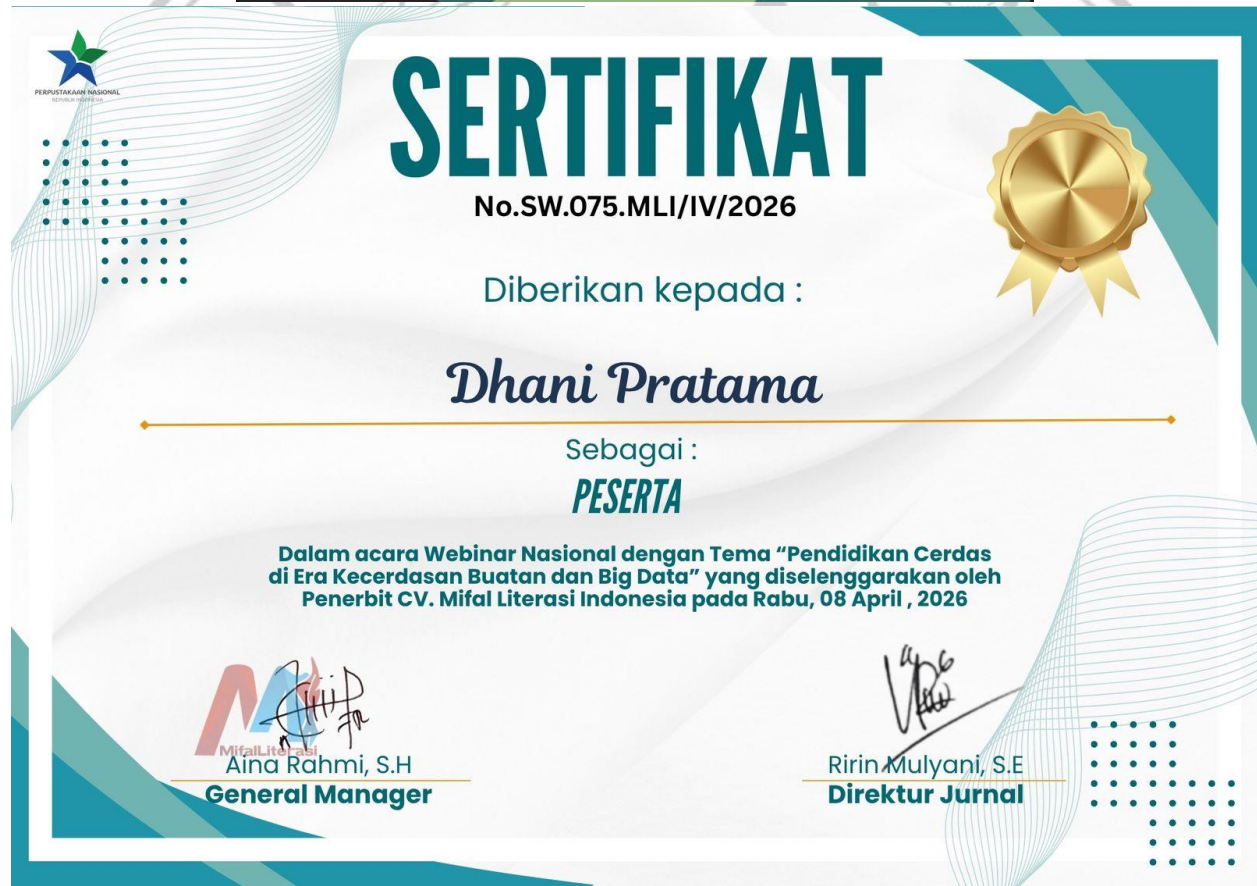 PERPUSTAKAAN NASIONAL
REPUBLIK INDONESIA
SERTIFIKAT
No.SW.075.MLI/IV/2026
Diberikan kepada :
Dhani Pratama
Sebagai :
PESERTA
Dalam acara Webinar Nasional dengan Tema “Pendidikan Cerdas
di Era Kecerdasan Buatan dan Big Data” yang diselenggarakan oleh
Penerbit CV. Mifal Literasi Indonesia pada Rabu, 08 April , 2026
MifalLiterasi
Aina Rahmi, S.H
General Manager
Ririn Mulyani, S.E
Direktur Jurnal